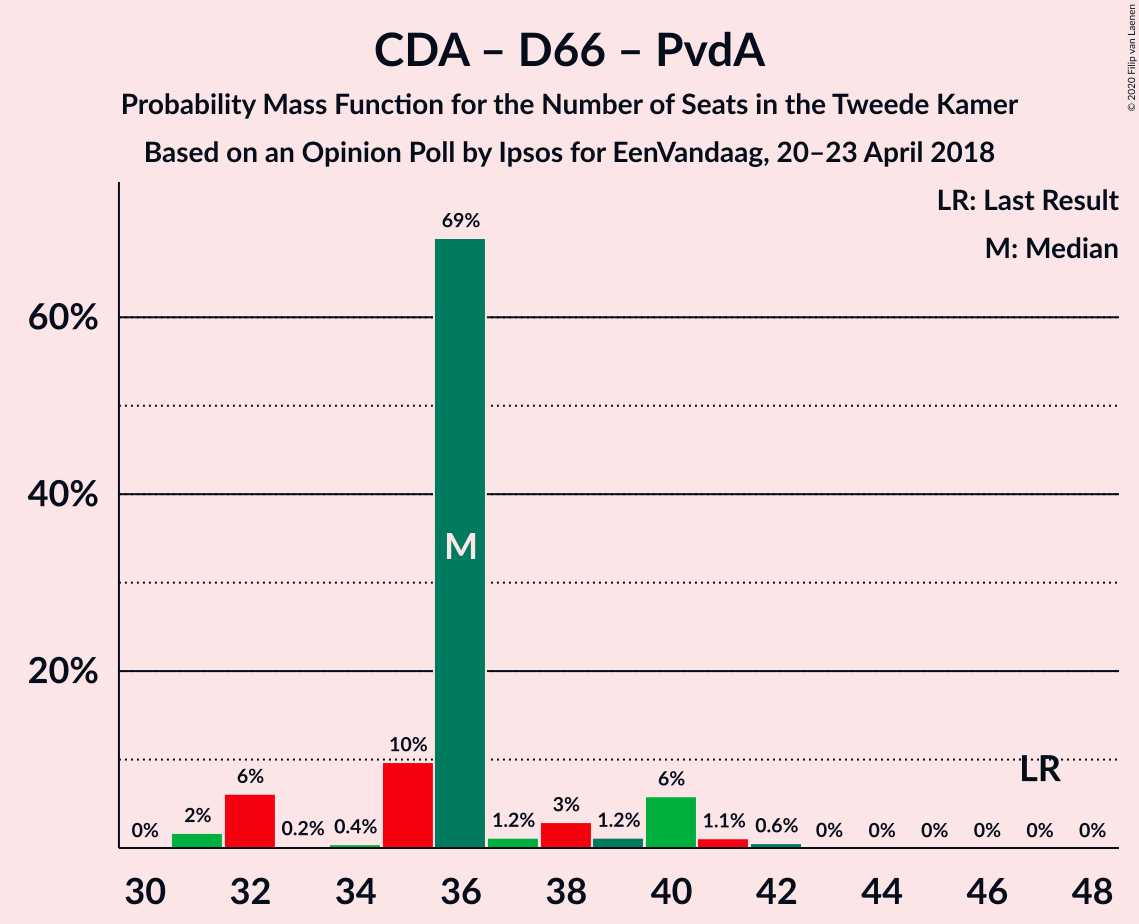 CDA – D66 – PvdA
Probability Mass Function for the Number of Seats in the Tweede Kamer
Based on an Opinion Poll by Ipsos for EenVandaag, 20–23 April 2018
© 2020 Filip van Laenen
LR: Last Result
M: Median
60%
40%
20%
0%
2%
6%
0.2%
0.4%
10%
69%
M
1.2%
3%
1.2%
6%
1.1%
0.6%
0%
0%
0%
0%
0%
0%
LR
30 32 34 36 38 40 42 44 46 48